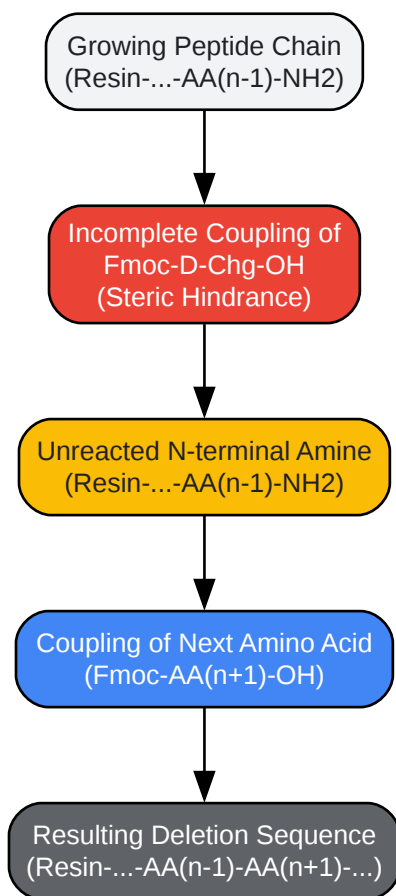 Growing Peptide Chain
(Resin-...-AA(n-1)-NH2)
Incomplete Coupling of
Fmoc-D-Chg-OH
(Steric Hindrance)
Unreacted N-terminal Amine
(Resin-...-AA(n-1)-NH2)
Coupling of Next Amino Acid
(Fmoc-AA(n+1)-OH)
Resulting Deletion Sequence
(Resin-...-AA(n-1)-AA(n+1)-...)